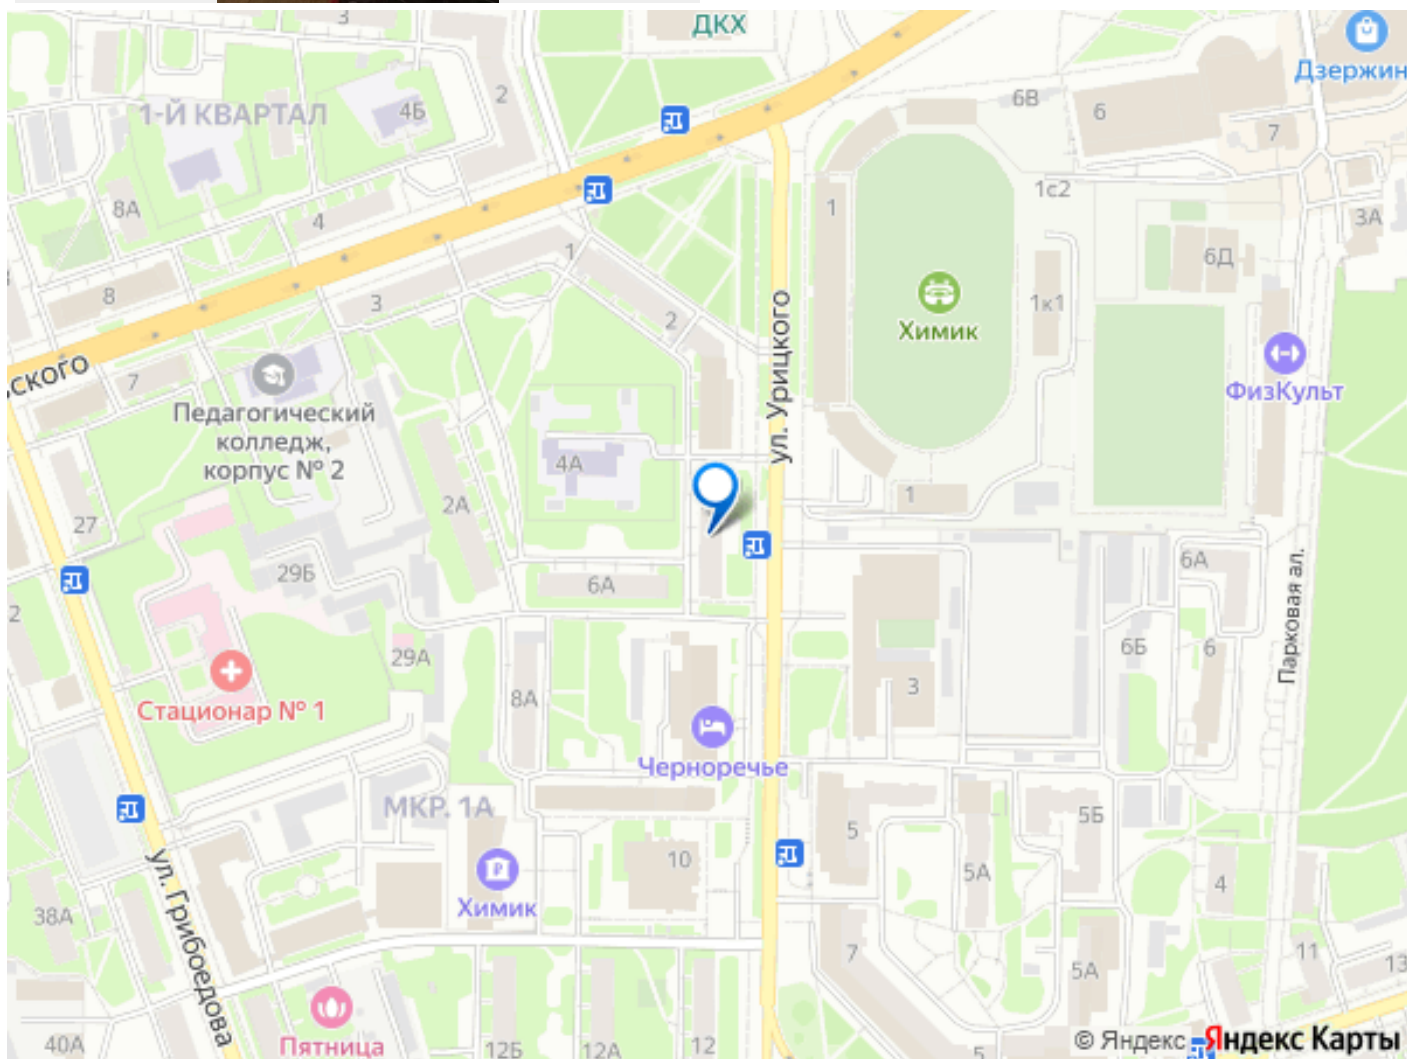 3
ДКХ
Дзержин
2
1-Й КВАРТАЛ
4Б
6В
6
7
8А
4
1
1с2
3А
1
6Д
8
3
2
Химик
1к1
ского
7
ул. Урицкого
ФизКульт
Педагогический
колледж,
корпус № 2
4А
2А
1
27
29Б
6А
6А
Парковая ал.
2
29А
6Б
6
8А
3
Стационар № 1
Черноречье
МКР. 1А
5
5Б
10
5А
4
ул. Грибоедова
Химик
38А
7
5А
11
13
Пятница
40А
12Б
12А
12
5
© Яндекс Яндекс Карты